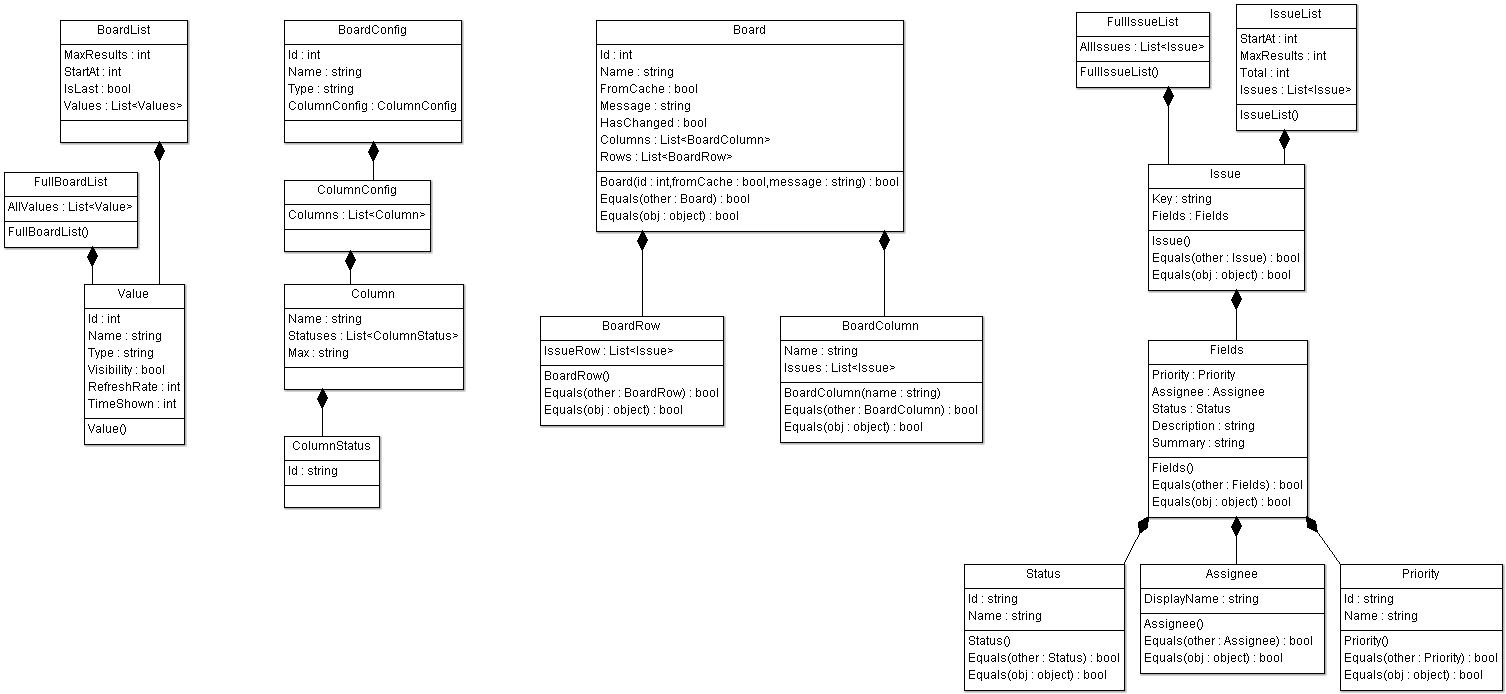 BoardList
MaxResults : int
StartAt : int
IsLast : bool
Values : List<Values>
FullBoardList
AllValues : List<Value>
FullBoardList()
Value
Id : int
Name : string
Type : string
Visibility : bool
RefreshRate : int
TimeShown : int
Value()
BoardConfig
Id : int
Name : string
Type : string
ColumnConfig : ColumnConfig
ColumnConfig
Columns : List<Column>
Column
Name : string
Statuses : List<ColumnStatus>
Max : string
ColumnStatus
Id : string
Board
Id : int
Name : string
FromCache : bool
Message : string
HasChanged : bool
Columns : List<BoardColumn>
Rows : List<BoardRow>
Board(id : int,fromCache : bool,message : string) : bool
Equals(other : Board) : bool
Equals(obj : object) : bool
BoardRow
IssueRow : List<Issue>
BoardRow()
Equals(other : BoardRow) : bool
Equals(obj : object) : bool
BoardColumn
Name : string
Issues : List<Issue>
BoardColumn(name : string)
Equals(other : BoardColumn) : bool
Equals(obj : object) : bool
FullIssueList
AllIssues : List<Issue>
FullIssueList()
IssueList
StartAt : int
MaxResults : int
Total : int
Issues : List<Issue>
IssueList()
Issue
Key : string
Fields : Fields
Issue()
Equals(other : Issue) : bool
Equals(obj : object) : bool
Fields
Priority : Priority
Assignee : Assignee
Status : Status
Description : string
Summary : string
Fields()
Equals(other : Fields) : bool
Equals(obj : object) : bool
Status
Id : string
Name : string
Status()
Equals(other : Status) : bool
Equals(obj : object) : bool
Assignee
DisplayName : string
Assignee()
Equals(other : Assignee) : bool
Equals(obj : object) : bool
Priority
Id : string
Name : string
Priority()
Equals(other : Priority) : bool
Equals(obj : object) : bool